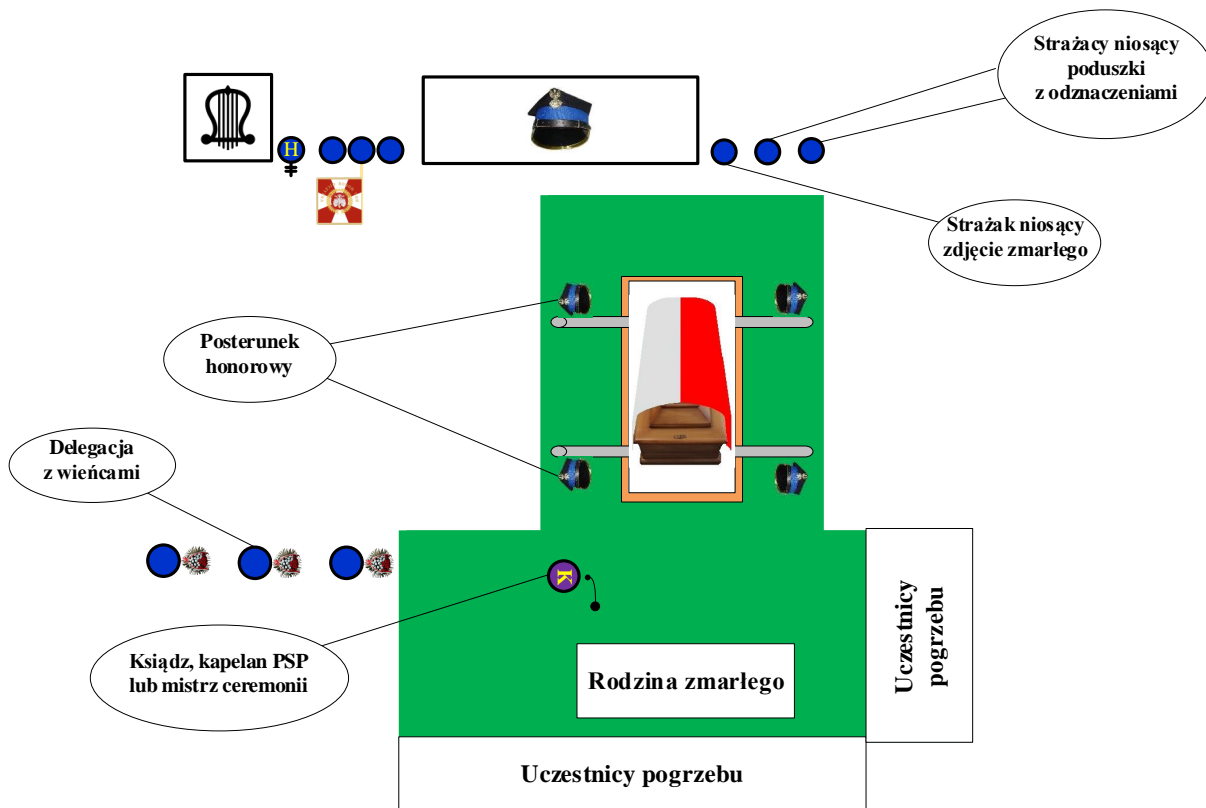 Strażacy niosący
poduszki
z odznaczeniami
H
Strażak niosący
zdjęcie zmarłego
Posterunek
honorowy
Delegacja
z wieńcami
K
Ksiądz, kapelan PSP
lub mistrz ceremonii
Rodzina zmarłego
Uczestnicy
pogrzebu
Uczestnicy pogrzebu